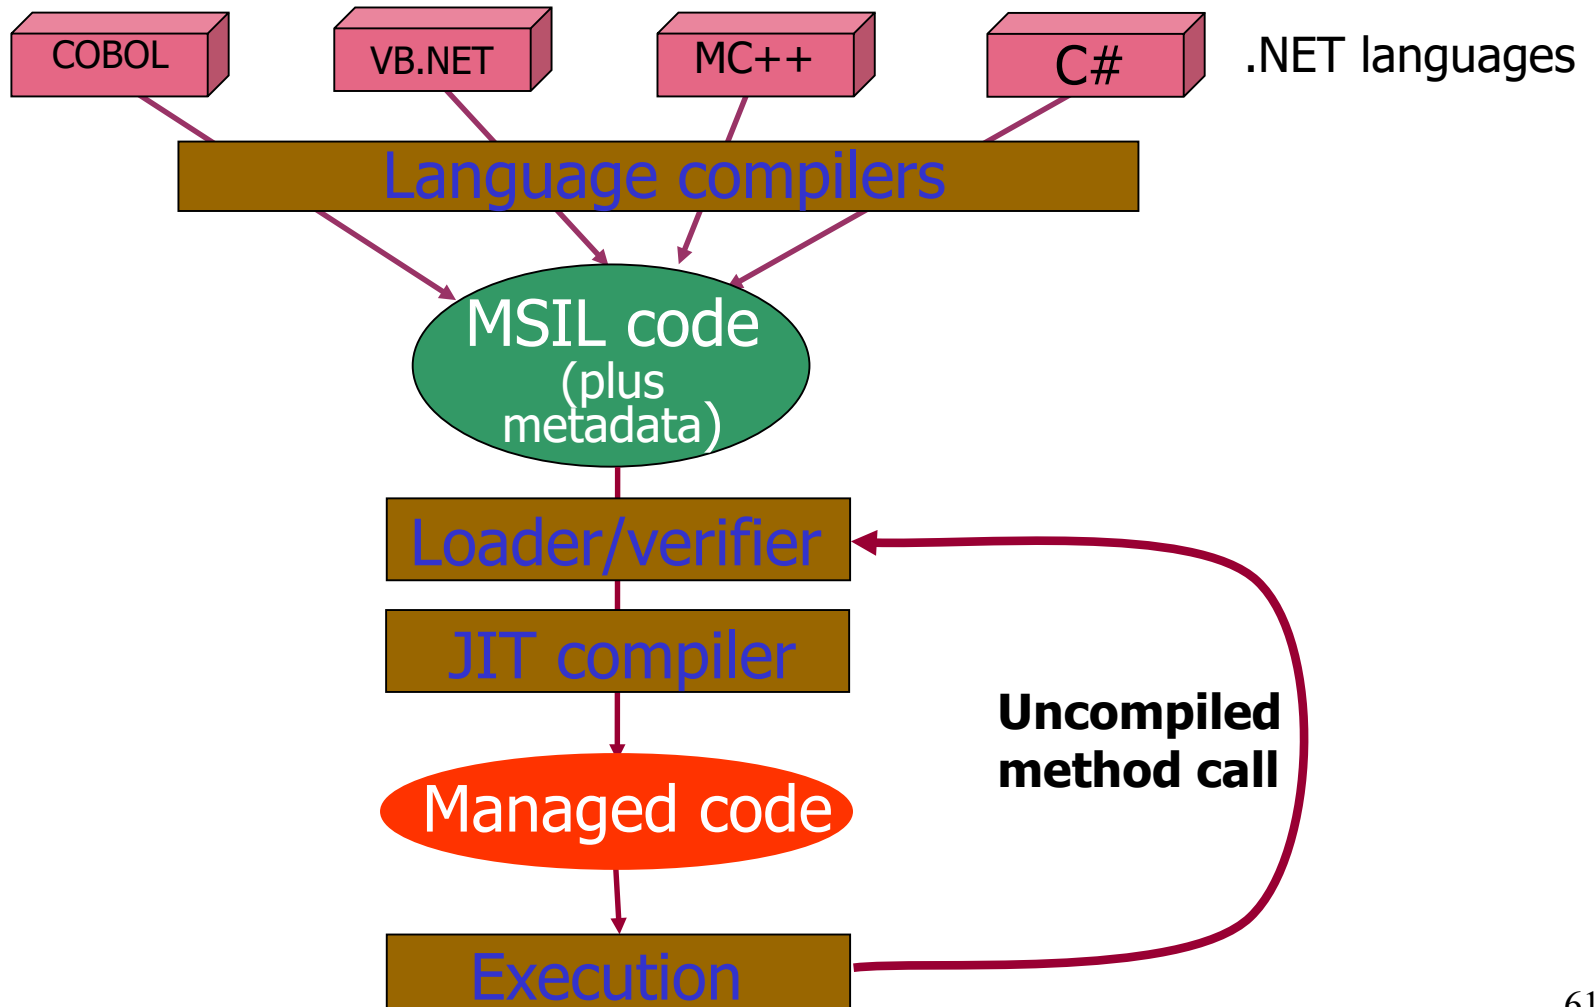 COBOL
VB.NET
MC++
C#
.NET languages
Language compilers
MSIL code
(plus
metadata)
Loader/verifier
JIT compiler
Uncompiled
method call
Managed code
Execution
61